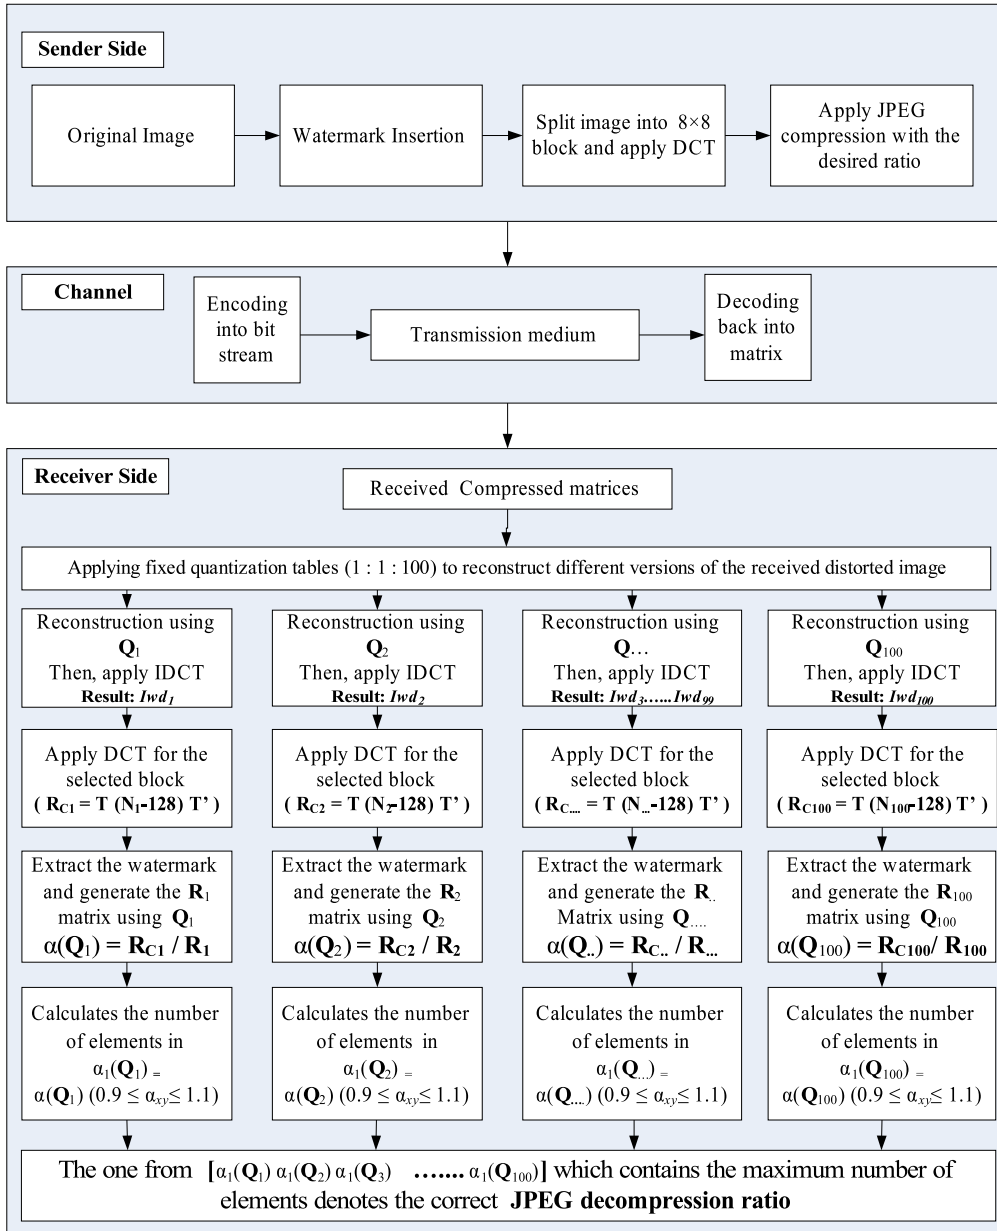 Sender Side
Original Image
Watermark Insertion
Split image into 8×8
block and apply DCT
Apply JPEG
compression with the
desired ratio
Channel
Encoding
into bit
stream
Transmission medium
Decoding
back into
matrix
Receiver Side
Received Compressed matrices
Applying fixed quantization tables (1 : 1 : 100) to reconstruct different versions of the received distorted image
Reconstruction using
Q1
Then, apply IDCT
Result: Iwd1
Reconstruction using
Q2
Then, apply IDCT
Result: Iwd2
Reconstruction using
Q…
Then, apply IDCT
Result: Iwd3…...Iwd99
Reconstruction using
Q100
Then, apply IDCT
Result: Iwd100
Apply DCT for the
selected block
( RC1 = T (N1-128) T’ )
Apply DCT for the
selected block
( RC2 = T (N2-128) T’ )
Apply DCT for the
selected block
( RC.... = T (N...-128) T’ )
Apply DCT for the
selected block
( RC100 = T (N100-128) T’ )
Extract the watermark
and generate the R1
matrix using Q1
α(Q1) = RC1 / R1
Extract the watermark
and generate the R2
matrix using Q2
α(Q2) = RC2 / R2
Extract the watermark
and generate the R..
Matrix using Q....
α(Q..) = RC.. / R...
Extract the watermark
and generate the R100
matrix using Q100
α(Q100) = RC100/ R100
Calculates the number
of elements in
α1(Q1) =
α(Q1) (0.9 ≤ αxy≤ 1.1)
Calculates the number
of elements in
α1(Q2) =
α(Q2) (0.9 ≤ αxy≤ 1.1)
Calculates the number
of elements in
α1(Q...) =
α(Q....) (0.9 ≤ αxy≤ 1.1)
Calculates the number
of elements in
α1(Q100) =
α(Q100) (0.9 ≤ αxy≤ 1.1)
The one from [α1(Q1) α1(Q2) α1(Q3) …..... α1(Q100)] which contains the maximum number of
elements denotes the correct JPEG decompression ratio